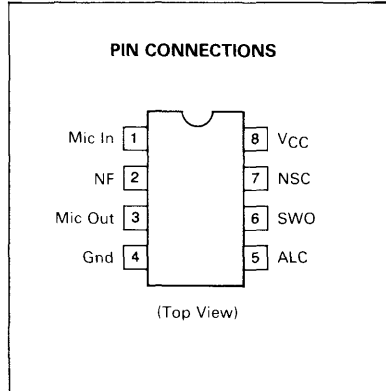 PIN CONNECTIONS
Mic In 1 8 VCC
NF 2 7 NSC
Mic Out 3 6 SWO
Gnd 4 5 ALC
(Top View)